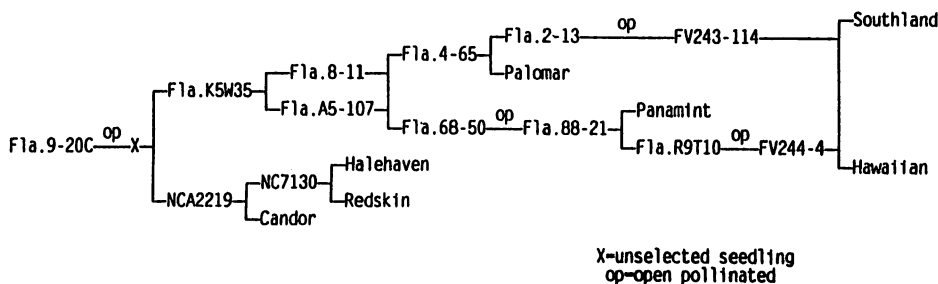 Southland
op
Fla.2-13
FV243-114
Fla.4-65
Palomar
Fla.8-11
Fla.K5W35
Fla.A5-107
Panamint
op
Fla.68-50
Fla.88-21
op
Fla.R9T10
FV244-4
Hawaiian
op
Fla.9-20C
X
Halehaven
NC7130
NCA2219
Redskin
Candor
X=unselected seedling
op=open pollinated